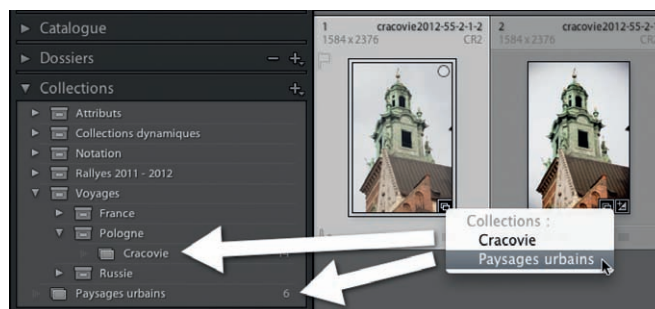 Catalogue
Dossiers
Collections
Attributs
Collections dynamiques
Notation
Rallyes 2011 - 2012
Voyages
France
Pologne
Cracovie
Russie
Paysages urbains 6
1 cracovie2012-55-2-1-2
1584 x 2376 CR2
2 cracovie2012-55-2-1
1584 x 2376
Collections :
Cracovie
Paysages urbains